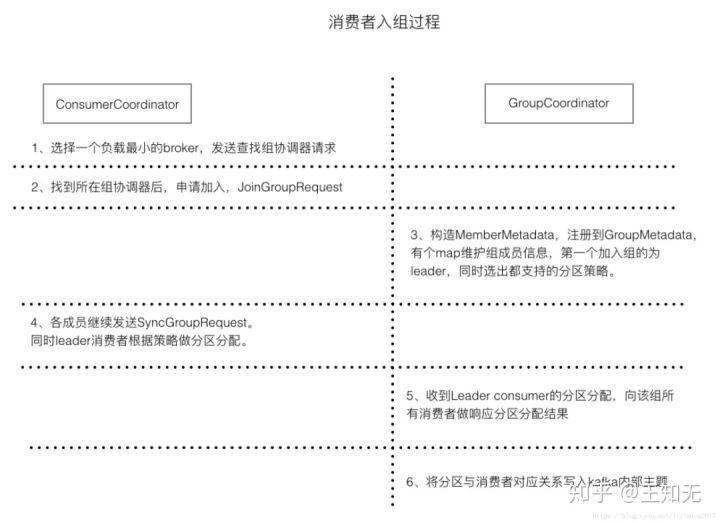 消费者入组过程
ConsumerCoordinator
GroupCoordinator
1、选择一个负载最小的broker，发送查找组协调器请求
2、找到所在组协调器后，申请加入，JoinGroupRequest
3、构造MemberMetadata，注册到GroupMetadata，
有个map维护组成员信息，第一个加入组的为
leader，同时选出都支持的分区策略。
4、各成员继续发送SyncGroupRequest。
同时leader消费者根据策略做分区分配。
5、收到Leader consumer的分区分配，向该组所
有消费者做响应分区分配结果
6、将分区与消费者对应关系写入kafka内部主题
知乎 @王知无